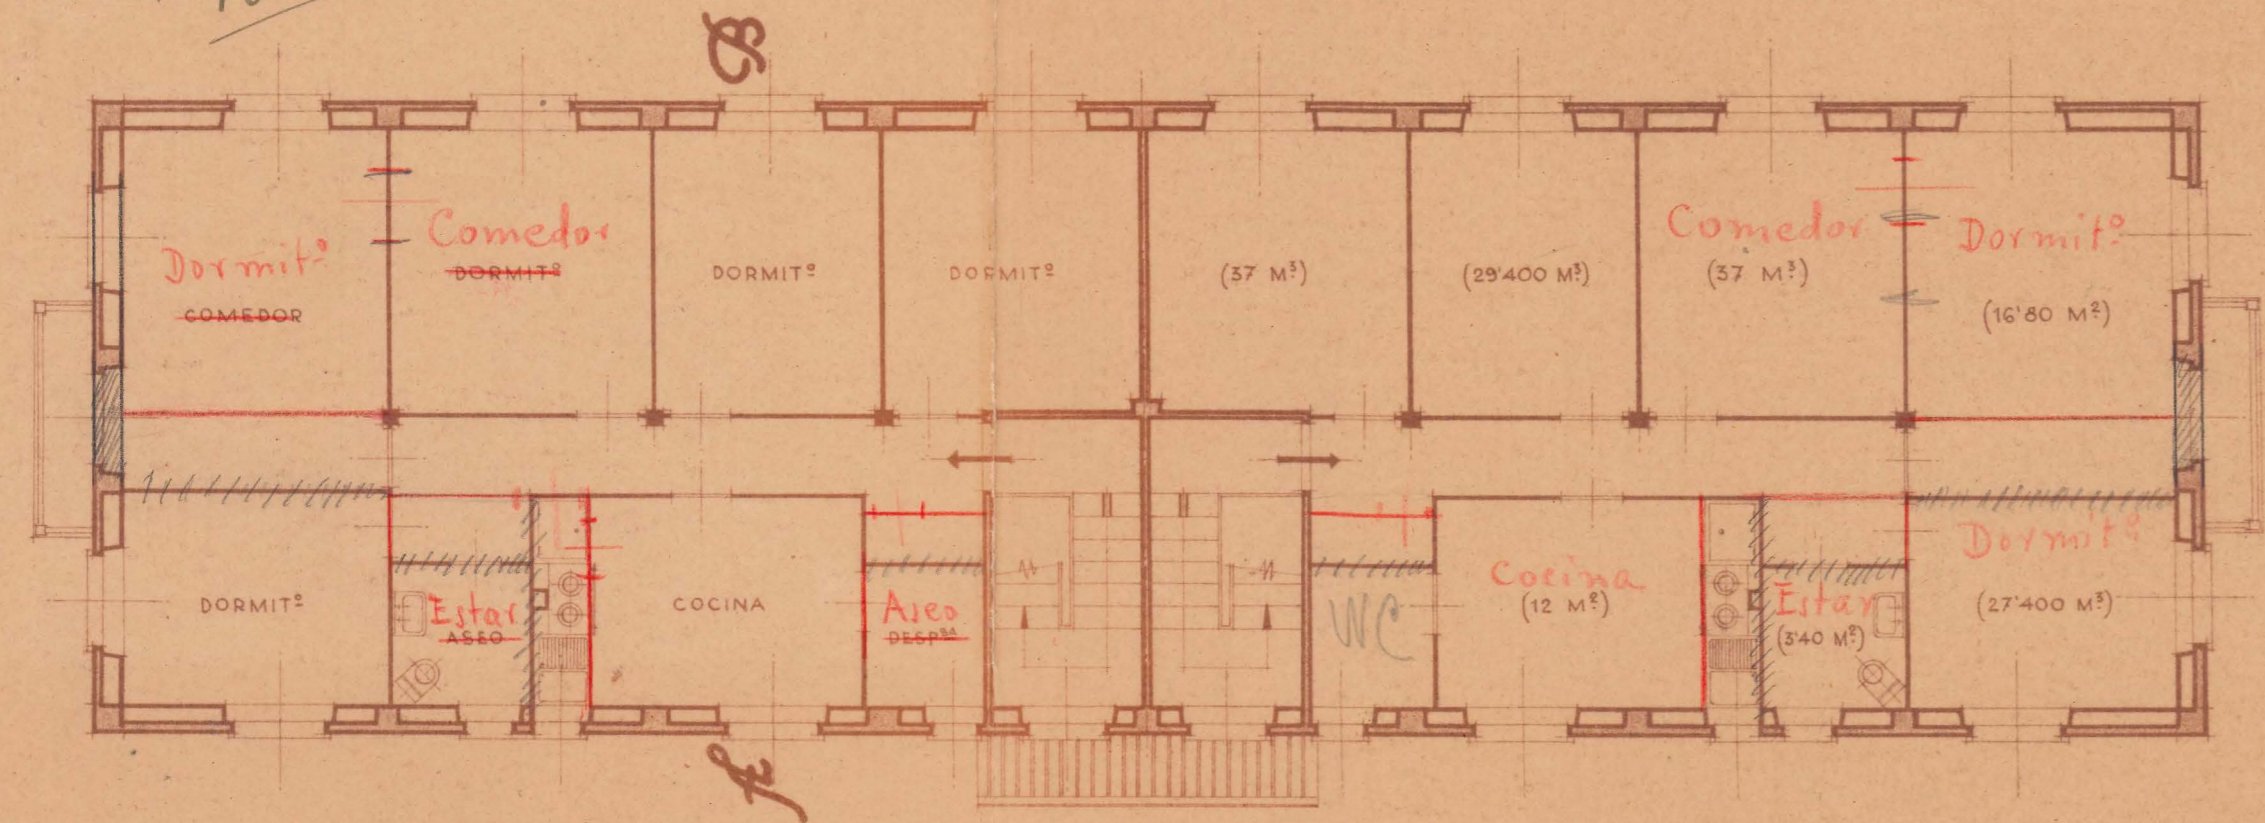 B
Dormitº
COMEDOR
Comedor
DORMITº
DORMITº
DORMITº
(37 M³)
(29'400 M³)
Comedor
(37 M³)
Dormitº
(16'80 M²)
DORMITº
Estar
ASEO
COCINA
Aseo
DESPSA
WC
Cocina
(12 M²)
Estar
(3'40 M²)
Dormitº
(27'400 M³)
A